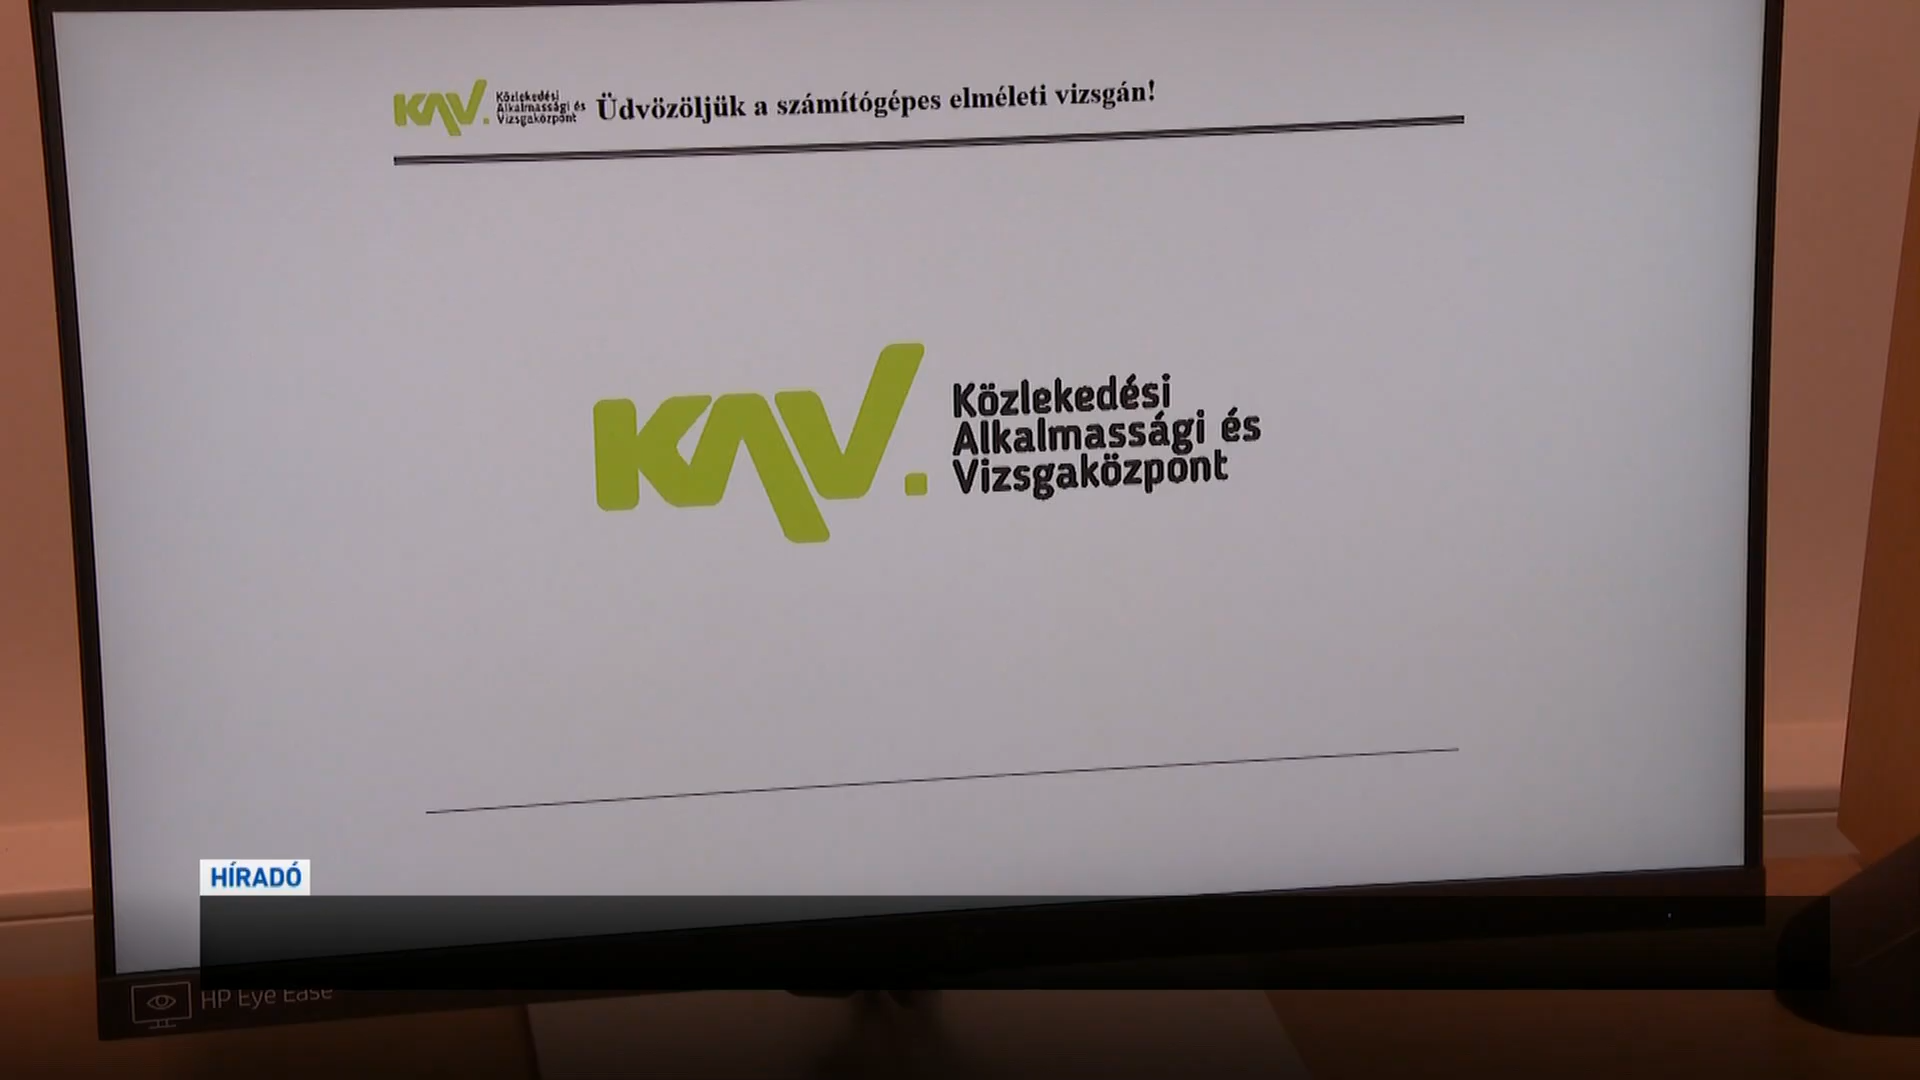 KAV. Közlekedési
Alkalmassági és
Vizsgaközpont
Üdvözöljük a számítógépes elméleti vizsgán!
KAV.
Közlekedési
Alkalmassági és
Vizsgaközpont
HÍRADÓ
HP Eye Ease